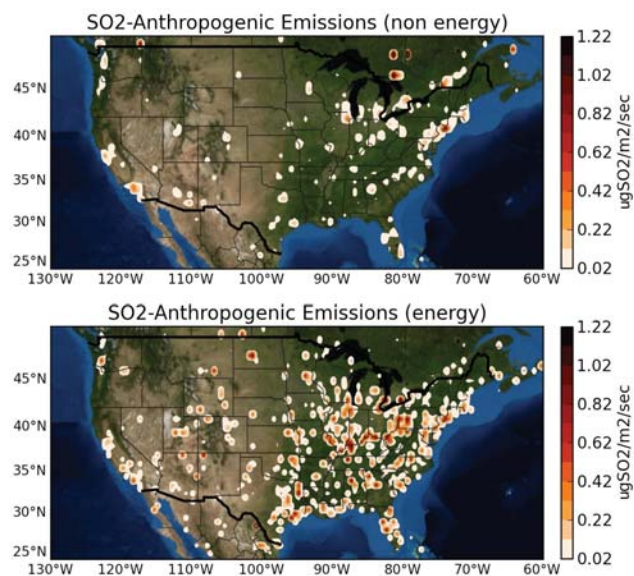 SO2-Anthropogenic Emissions (non energy)
45°N
40°N
35°N
30°N
25°N
130°W 120°W 110°W 100°W 90°W 80°W 70°W 60°W
1.22
1.02
0.82
0.62
0.42
0.22
0.02
ugSO2/m2/sec
SO2-Anthropogenic Emissions (energy)
45°N
40°N
35°N
30°N
25°N
130°W 120°W 110°W 100°W 90°W 80°W 70°W 60°W
1.22
1.02
0.82
0.62
0.42
0.22
0.02
ugSO2/m2/sec